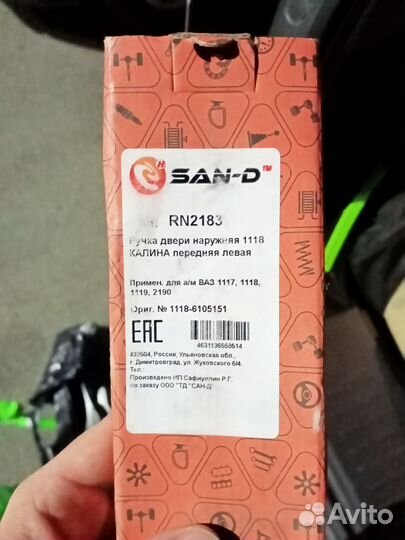 SAN-D™
RN2183
Ручка двери наружняя 1118
КАЛИНА передняя левая
Примен. для а/м ВАЗ 1117, 1118,
1119, 2190
Ориг. № 1118-6105151
EAC
4631136558514
433504, Россия, Ульяновская обл.,
г. Димитровград, ул. Жуковского 6/4
Тел.:
Произведено ИП Сафиуллин Р.Г.
по заказу ООО "ТД "САН-Д"
Avito